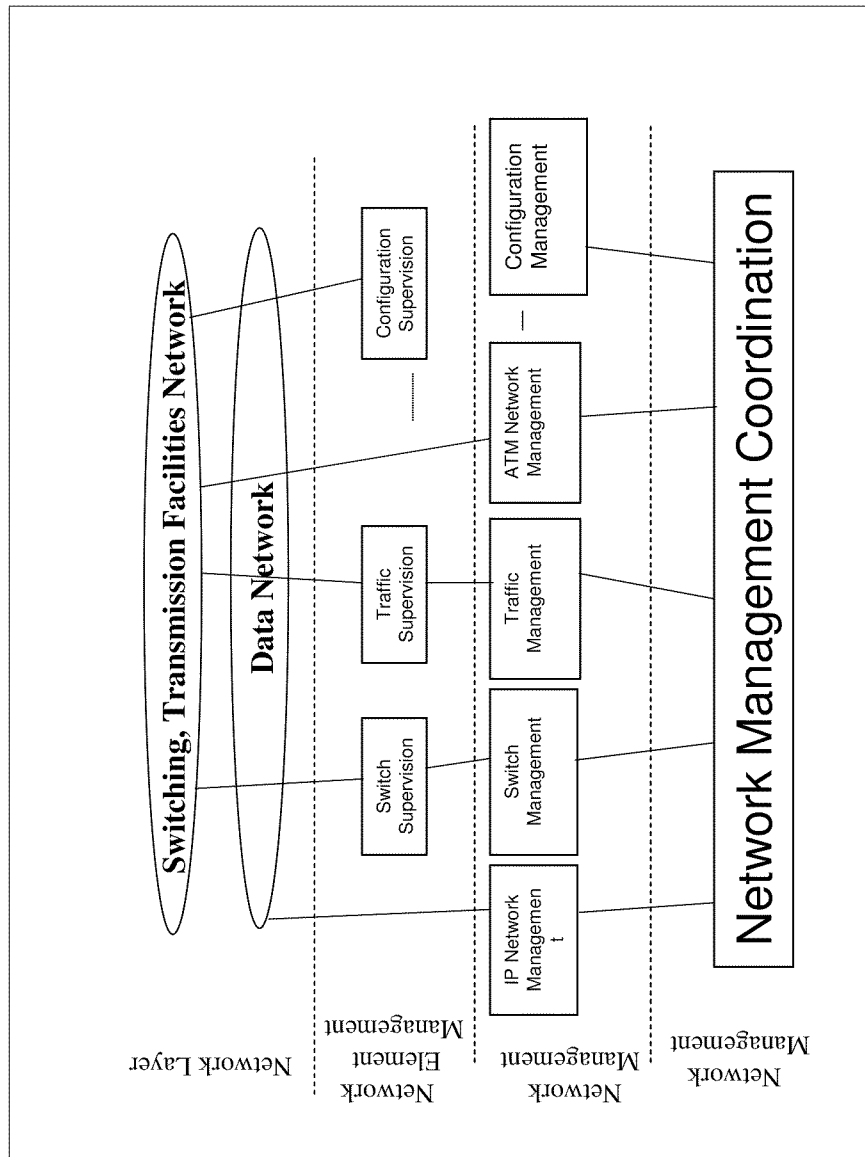 Switching, Transmission Facilities Network
Data Network
Network Layer
Switch
Supervision
Traffic
Supervision
Configuration
Supervision
Network
Element
Management
IP Network
Managemen
t
Switch
Management
Traffic
Management
ATM Network
Management
Configuration
Management
Network
Management
Network Management Coordination
Network
Management